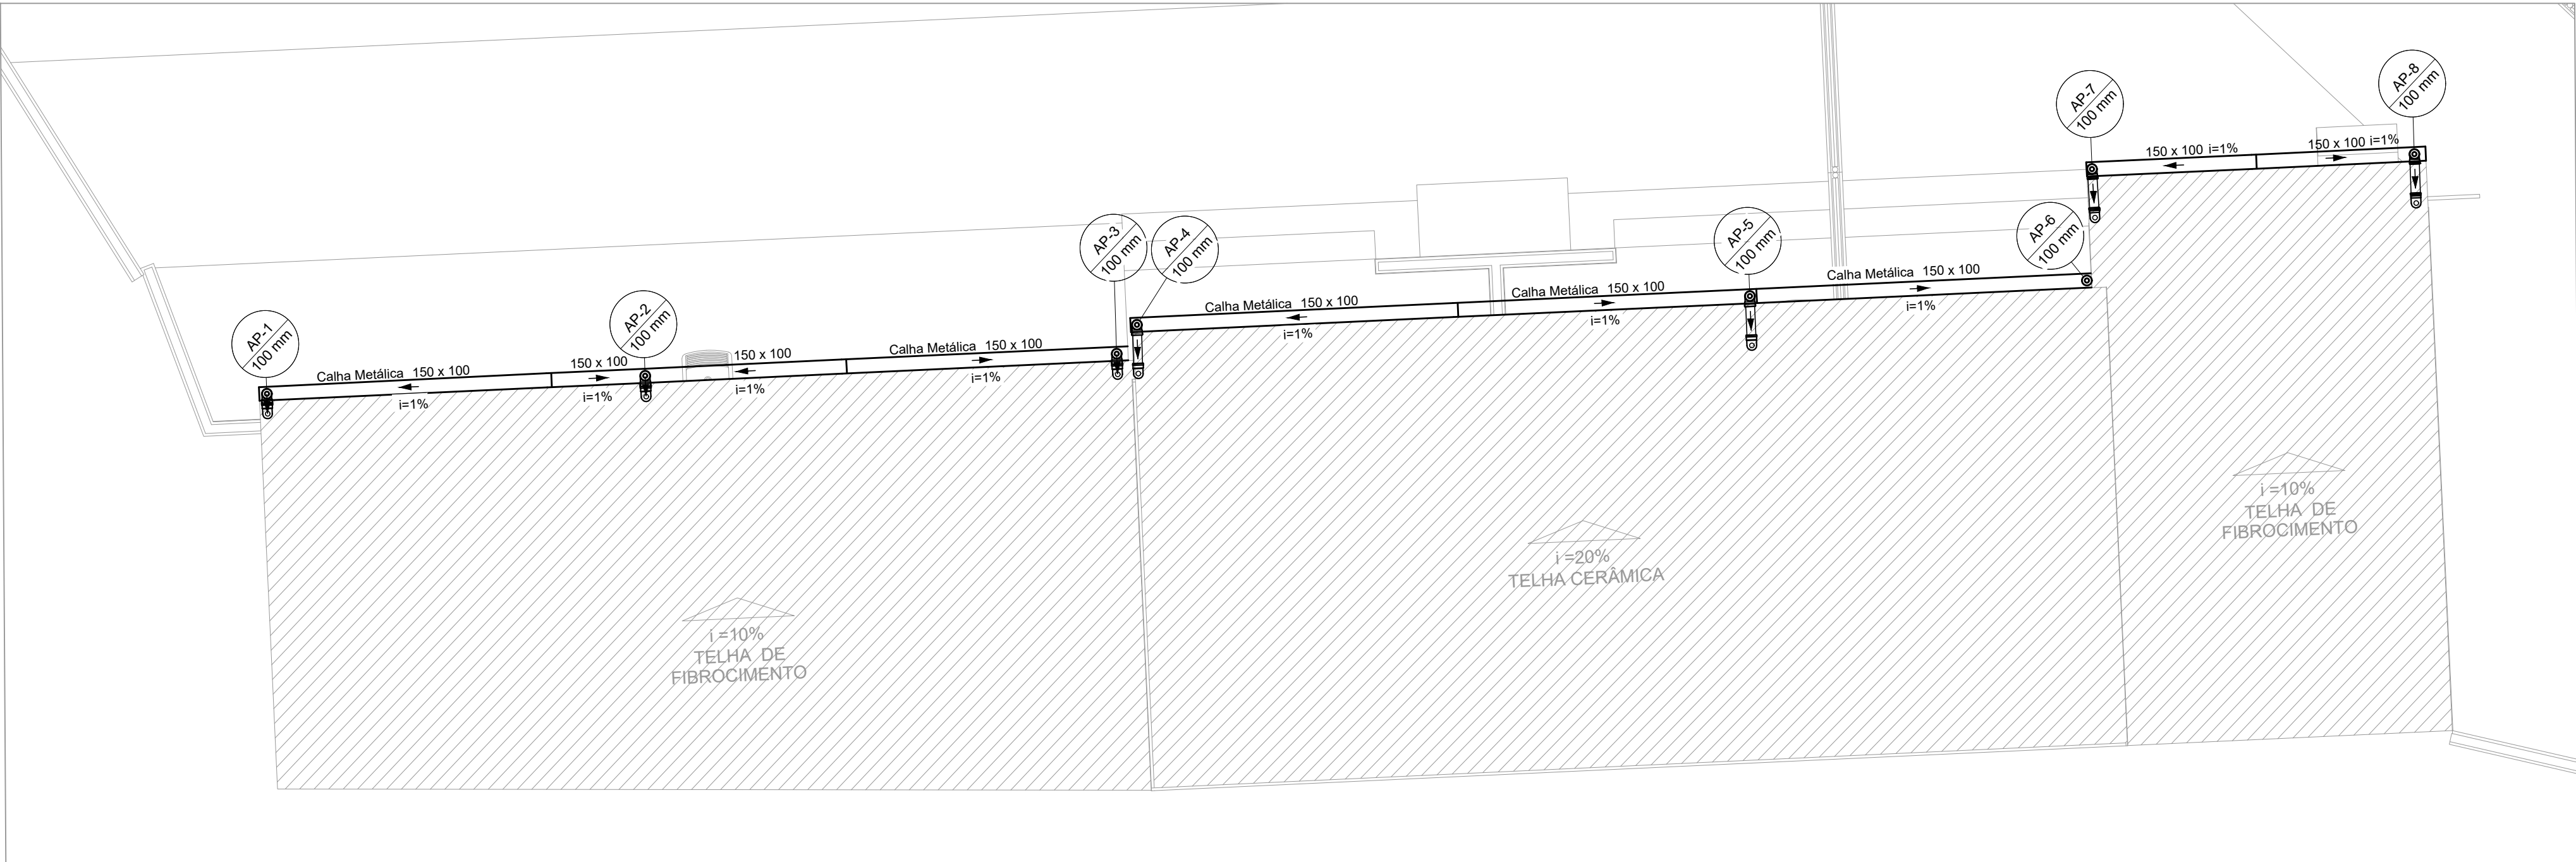 AP-8
100 mm
AP-7
100 mm
150 x 100 i=1%
150 x 100 i=1%
AP-3
100 mm
AP-4
100 mm
AP-5
100 mm
AP-6
100 mm
Calha Metálica 150 x 100
i=1%
Calha Metálica 150 x 100
i=1%
Calha Metálica 150 x 100
i=1%
AP-1
100 mm
AP-2
100 mm
Calha Metálica 150 x 100
i=1%
150 x 100
i=1%
150 x 100
i=1%
Calha Metálica 150 x 100
i=1%
i =10%
TELHA DE
FIBROCIMENTO
i =20%
TELHA CERÂMICA
i =10%
TELHA DE
FIBROCIMENTO